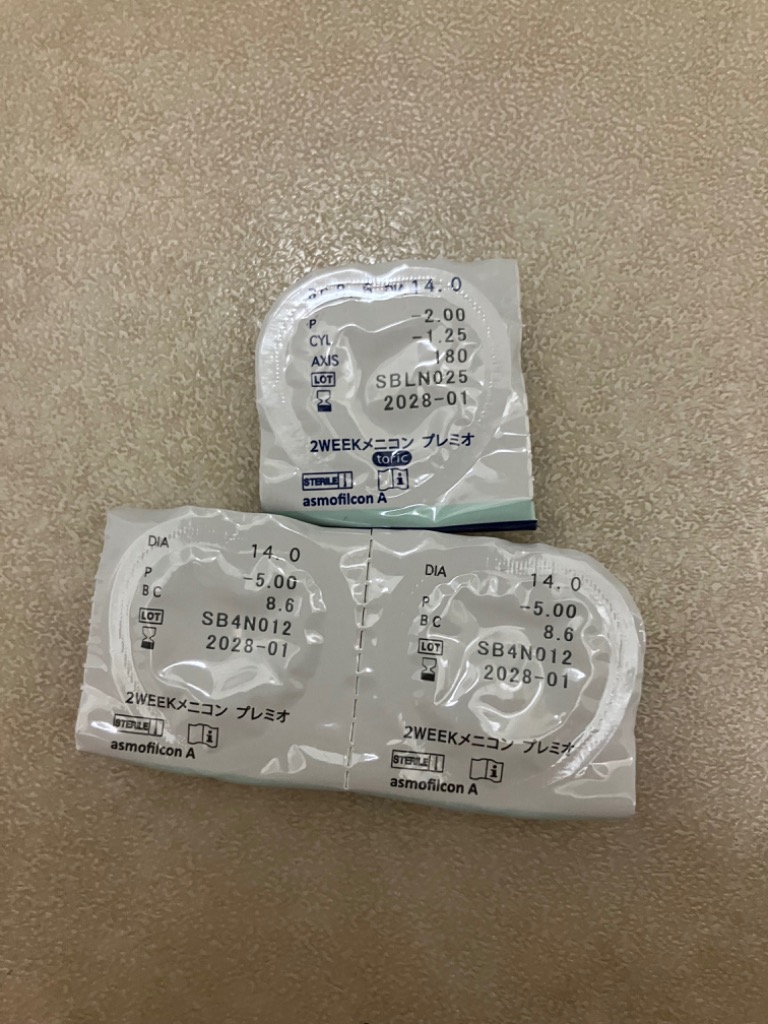 14.0
P -2.00
CYL -1.25
AXIS 180
LOT SBLN025
2028-01
2WEEKメニコン プレミオ
toric
STERILE i
asmofilcon A
DIA 14.0
P -5.00
BC 8.6
LOT SB4N012
2028-01
2WEEKメニコン プレミオ
STERILE i
asmofilcon A
DIA 14.0
P -5.00
BC 8.6
LOT SB4N012
2028-01
2WEEKメニコン プレミオ
STERILE i
asmofilcon A